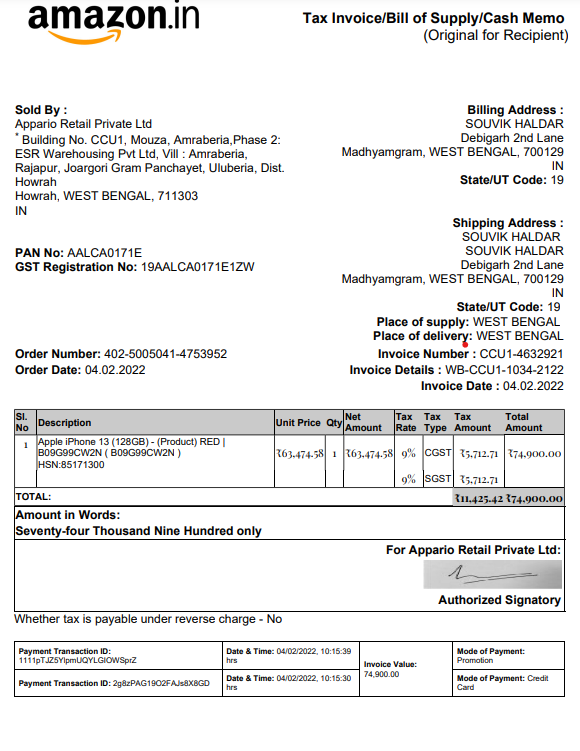 amazon.in
Tax Invoice/Bill of Supply/Cash Memo
(Original for Recipient)
Sold By :
Appario Retail Private Ltd
* Building No. CCU1, Mouza, Amraberia,Phase 2:
ESR Warehousing Pvt Ltd, Vill : Amraberia,
Rajapur, Joargori Gram Panchayet, Uluberia, Dist.
Howrah
Howrah, WEST BENGAL, 711303
IN
Billing Address :
SOUVIK HALDAR
Debigarh 2nd Lane
Madhyamgram, WEST BENGAL, 700129
IN
State/UT Code: 19
PAN No: AALCA0171E
GST Registration No: 19AALCA0171E1ZW
Shipping Address :
SOUVIK HALDAR
SOUVIK HALDAR
Debigarh 2nd Lane
Madhyamgram, WEST BENGAL, 700129
IN
State/UT Code: 19
Place of supply: WEST BENGAL
Place of delivery: WEST BENGAL
Order Number: 402-5005041-4753952
Order Date: 04.02.2022
Invoice Number : CCU1-4632921
Invoice Details : WB-CCU1-1034-2122
Invoice Date : 04.02.2022
Sl. No Description Unit Price Qty Net Amount Tax Rate Tax Type Tax Amount Total Amount
1 Apple iPhone 13 (128GB) - (Product) RED | ₹63,474.58 1 ₹63,474.58 9% CGST ₹5,712.71 ₹74,900.00
B09G99CW2N ( B09G99CW2N )
HSN:85171300
9% SGST ₹5,712.71
TOTAL: ₹11,425.42 ₹74,900.00
Amount in Words:
Seventy-four Thousand Nine Hundred only
For Appario Retail Private Ltd:
Authorized Signatory
Whether tax is payable under reverse charge - No
Payment Transaction ID: 1111pTJZ5YlpmUQYLGIOWSprZ
Date & Time: 04/02/2022, 10:15:39 hrs
Invoice Value: 74,900.00
Mode of Payment: Promotion
Payment Transaction ID: 2g8zPAG19O2FAJs8X8GD
Date & Time: 04/02/2022, 10:15:30 hrs
Mode of Payment: Credit Card